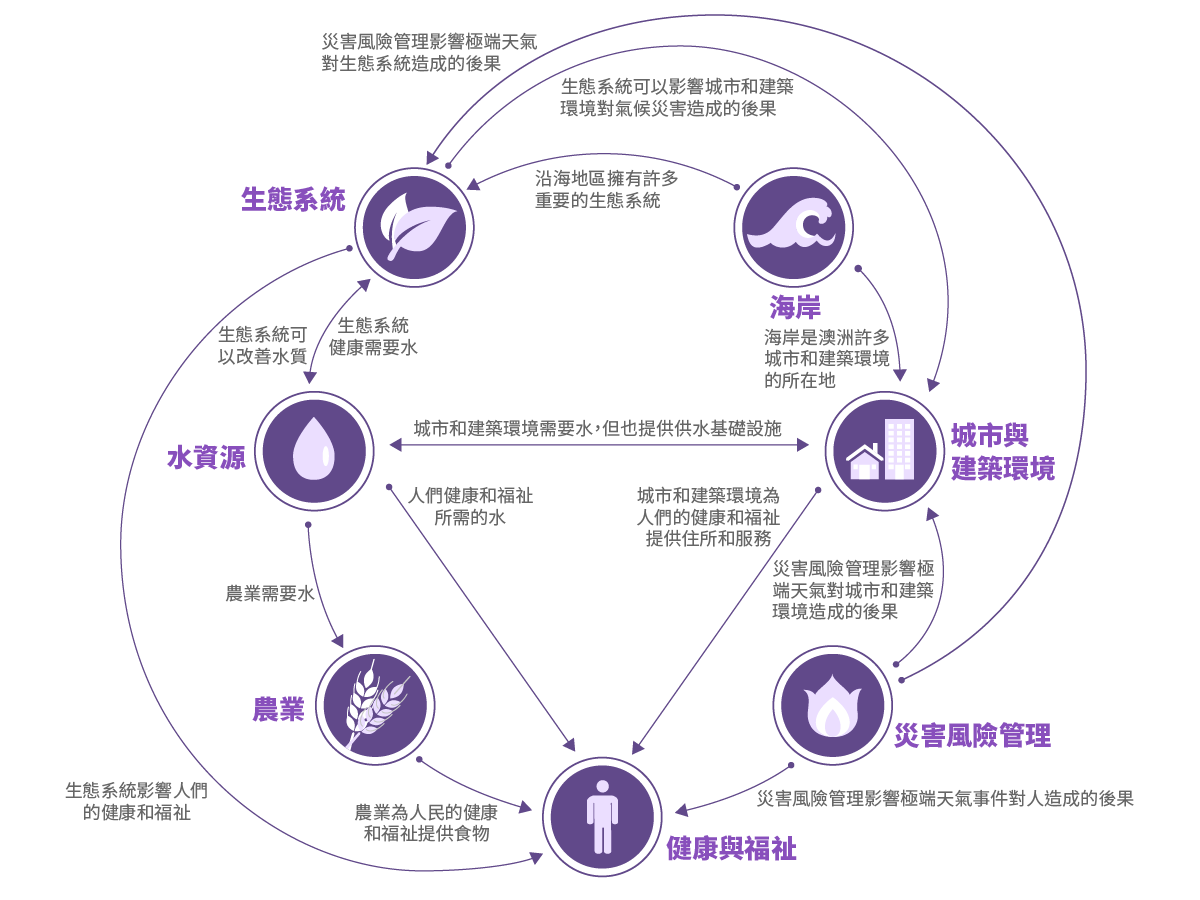 災害風險管理影響極端天氣
對生態系統造成的後果
生態系統可以影響城市和建築
環境對氣候災害造成的後果
沿海地區擁有許多
重要的生態系統
生態系統
海岸
海岸是澳洲許多
城市和建築環境
的所在地
生態系統可
以改善水質
生態系統
健康需要水
城市和建築環境需要水，但也提供供水基礎設施
水資源
城市與
建築環境
人們健康和福祉
所需的水
城市和建築環境為
人們的健康和福祉
提供住所和服務
農業需要水
災害風險管理影響極
端天氣對城市和建築
環境造成的後果
農業
災害風險管理
生態系統影響人們
的健康和福祉
農業為人民的健康
和福祉提供食物
災害風險管理影響極端天氣事件對人造成的後果
健康與福祉